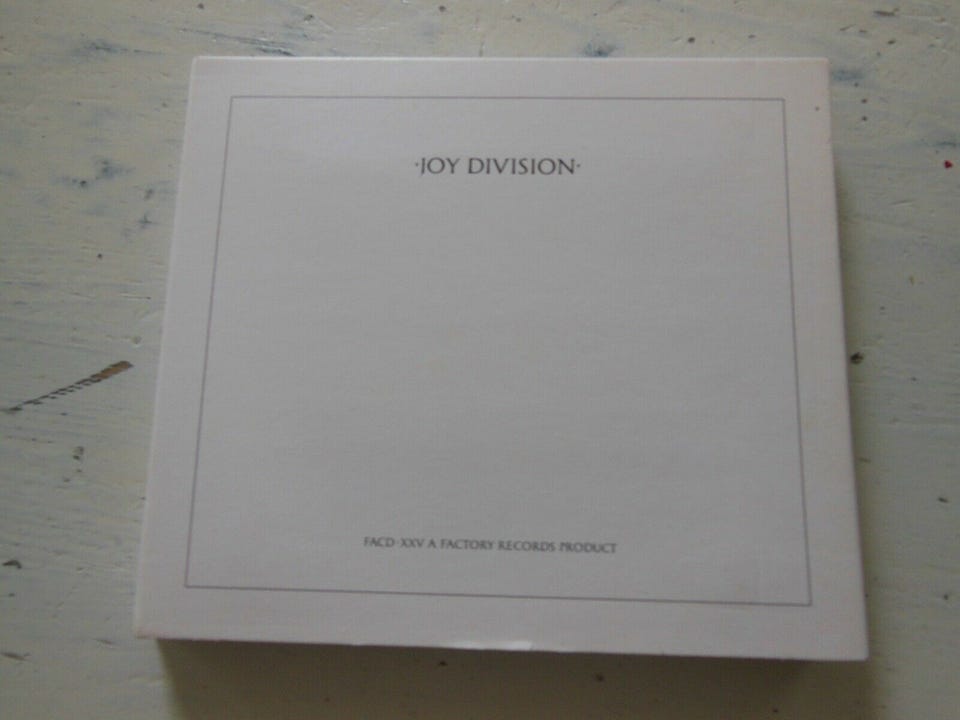 ·JOY DIVISION·
FACD·XXV A FACTORY RECORDS PRODUCT